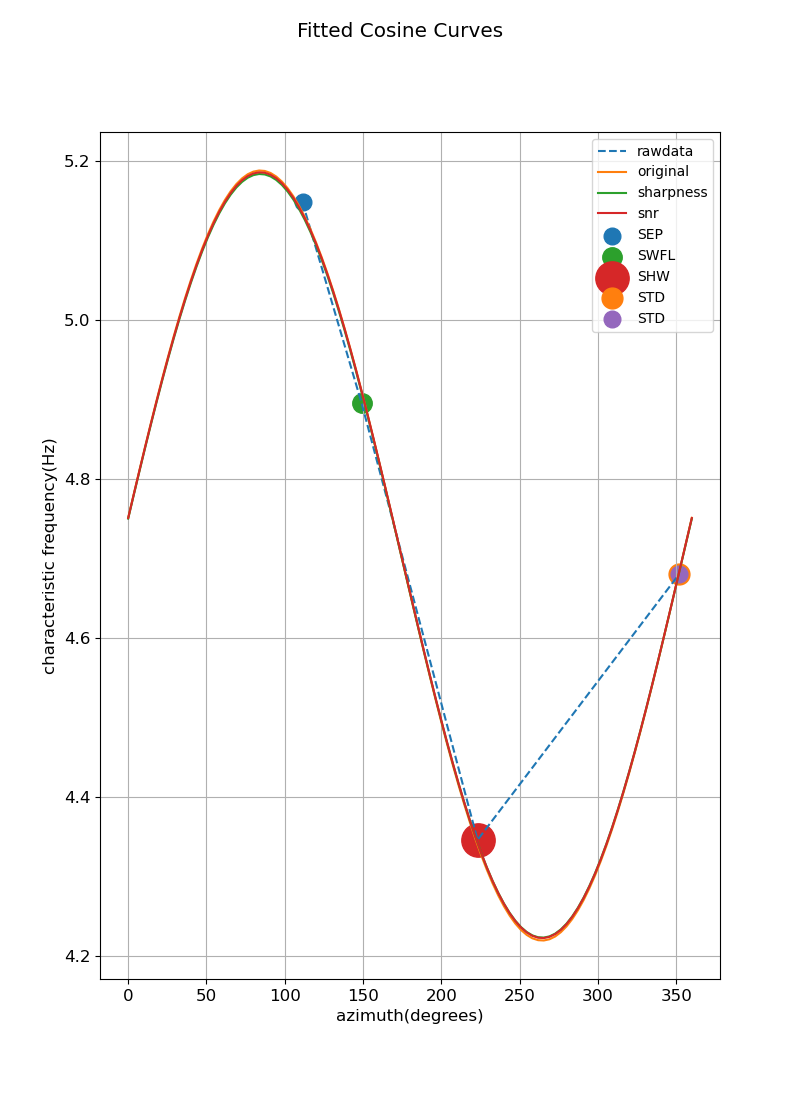 Fitted Cosine Curves
rawdata
original
sharpness
snr
SEP
SWFL
SHW
STD
STD
5.2
5.0
4.8
4.6
4.4
4.2
characteristic frequency(Hz)
0 50 100 150 200 250 300 350
azimuth(degrees)